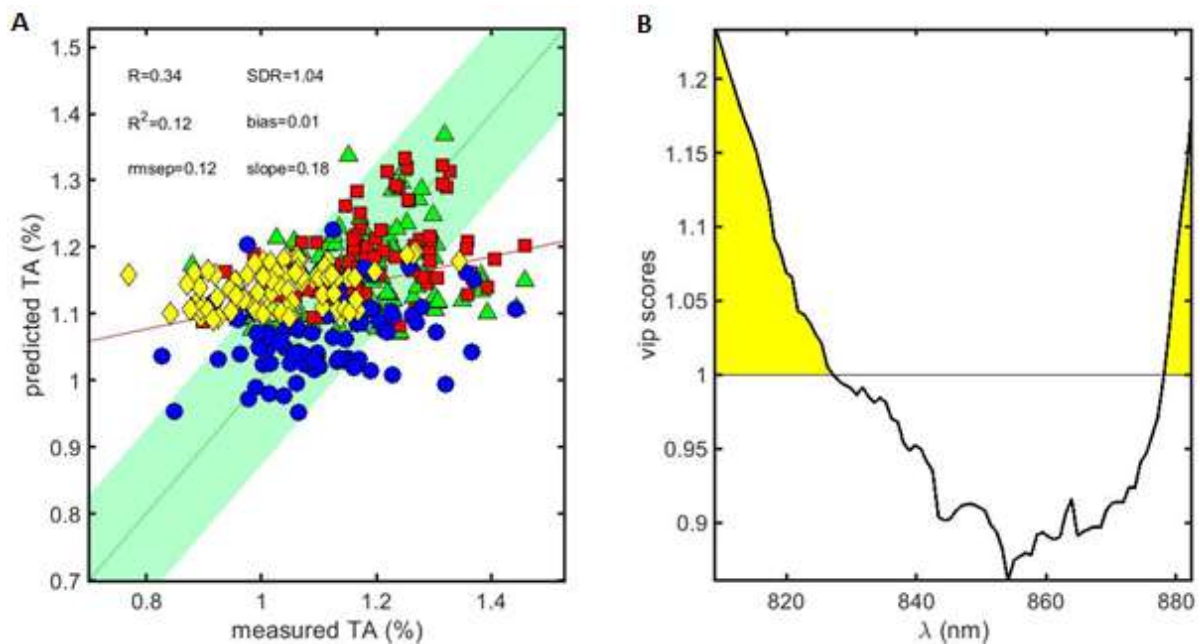 A
R=0.34 SDR=1.04
R²=0.12 bias=0.01
rmsep=0.12 slope=0.18
1.5
1.4
1.3
1.2
1.1
1
0.9
0.8
0.7
predicted TA (%)
0.8 1 1.2 1.4
measured TA (%)
B
1.2
1.15
1.1
1.05
1
0.95
0.9
vip scores
820 840 860 880
λ (nm)